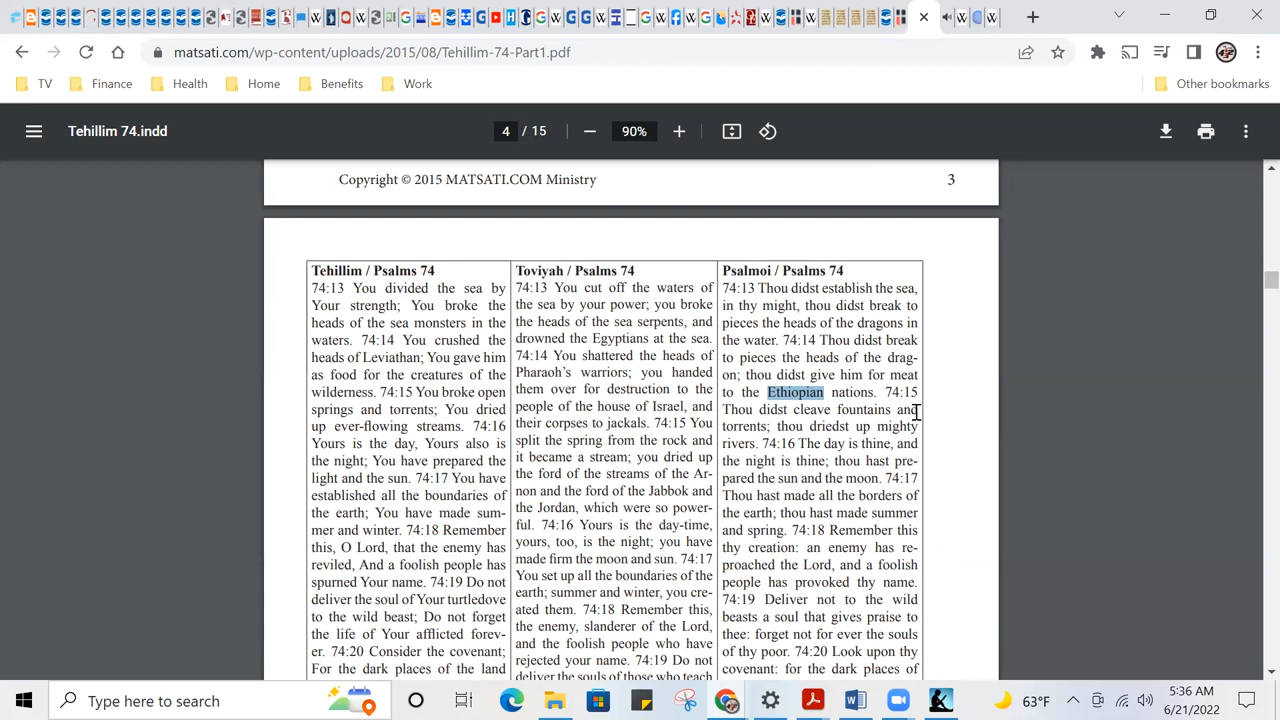 matsati.com/wp-content/uploads/2015/08/Tehillim-74-Part1.pdf
TV
Finance
Health
Home
Benefits
Work
Other bookmarks
Tehillim 74.indd
4 / 15
90%
Copyright © 2015 MATSATI.COM Ministry
3
Tehillim / Psalms 74
74:13 You divided the sea by
Your strength; You broke the
heads of the sea monsters in the
waters. 74:14 You crushed the
heads of Leviathan; You gave him
as food for the creatures of the
wilderness. 74:15 You broke open
springs and torrents; You dried
up ever-flowing streams. 74:16
Yours is the day, Yours also is
the night; You have prepared the
light and the sun. 74:17 You have
established all the boundaries of
the earth; You have made sum-
mer and winter. 74:18 Remember
this, O Lord, that the enemy has
reviled, And a foolish people has
spurned Your name. 74:19 Do not
deliver the soul of Your turtledove
to the wild beast; Do not forget
the life of Your afflicted forev-
er. 74:20 Consider the covenant;
For the dark places of the land
Toviyah / Psalms 74
74:13 You cut off the waters of
the sea by your power; you broke
the heads of the sea serpents, and
drowned the Egyptians at the sea.
74:14 You shattered the heads of
Pharaoh's warriors; you handed
them over for destruction to the
people of the house of Israel, and
their corpses to jackals. 74:15 You
split the spring from the rock and
it became a stream; you dried up
the ford of the streams of the Ar-
non and the ford of the Jabbok and
the Jordan, which were so power-
ful. 74:16 Yours is the day-time,
yours, too, is the night; you have
made firm the moon and sun. 74:17
You set up all the boundaries of the
earth; summer and winter, you cre-
ated them. 74:18 Remember this,
the enemy, slanderer of the Lord,
and the foolish people who have
rejected your name. 74:19 Do not
deliver the souls of those who teach
Psalmoi / Psalms 74
74:13 Thou didst establish the sea,
in thy might, thou didst break to
pieces the heads of the dragons in
the water. 74:14 Thou didst break
to pieces the heads of the drag-
on; thou didst give him for meat
to the Ethiopian nations. 74:15
Thou didst cleave fountains and
torrents; thou driedst up mighty
rivers. 74:16 The day is thine, and
the night is thine; thou hast pre-
pared the sun and the moon. 74:17
Thou hast made all the borders of
the earth; thou hast made summer
and spring. 74:18 Remember this
thy creation: an enemy has re-
proached the Lord, and a foolish
people has provoked thy name.
74:19 Deliver not to the wild
beasts a soul that gives praise to
thee: forget not for ever the souls
of thy poor. 74:20 Look upon thy
covenant: for the dark places of
Type here to search
63°F
5:36 AM
6/21/2022